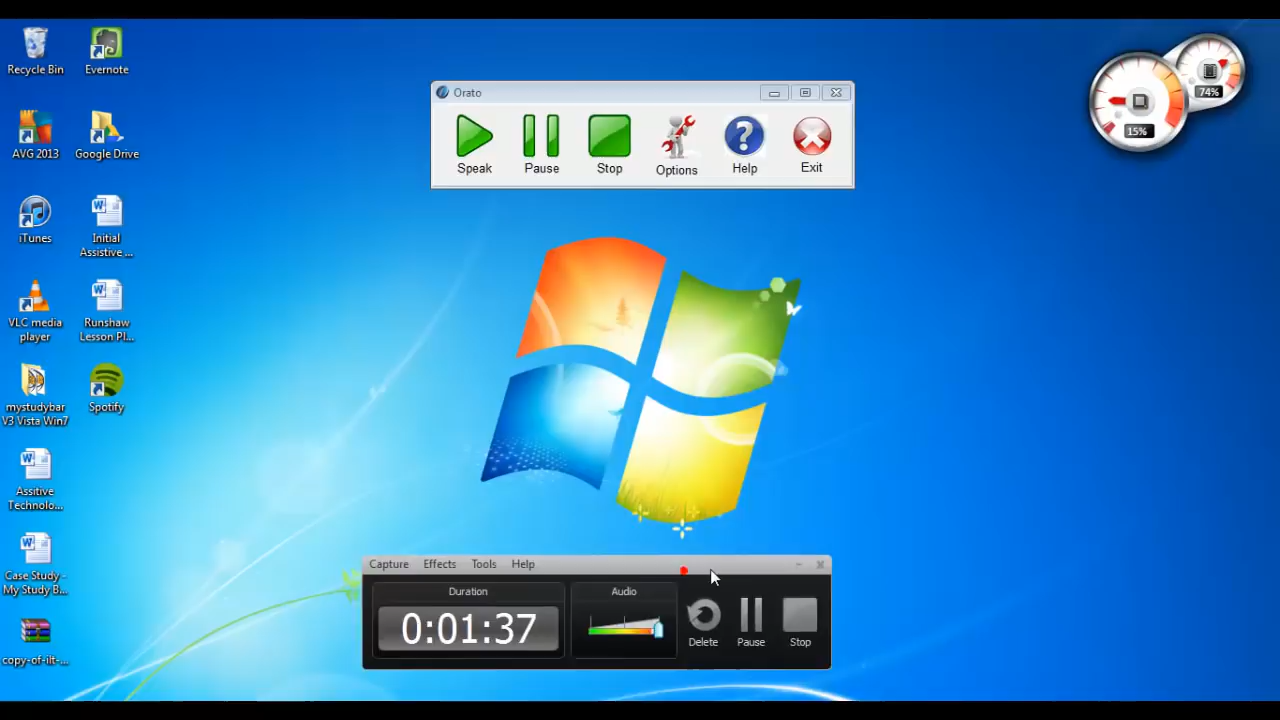 Recycle Bin
Evernote
AVG 2013
Google Drive
iTunes
Initial
Assistive ...
VLC media
player
Runshaw
Lesson Pl...
mystudybar
V3 Vista Win7
Spotify
Assitive
Technolo...
Case Study -
My Study B...
copy-of-ilt-...
Orato
Speak
Pause
Stop
Options
Help
Exit
15%
74%
Capture Effects Tools Help
Duration
0:01:37
Audio
Delete
Pause
Stop